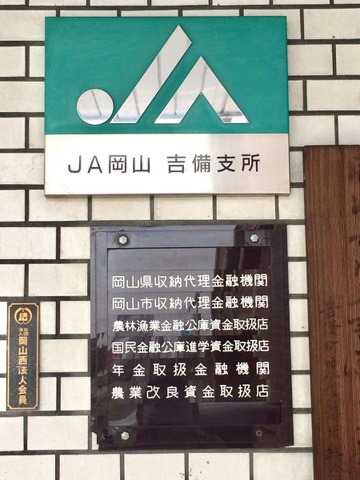 JA
JA岡山 吉備支所
岡山県収納代理金融機関
岡山市収納代理金融機関
農林漁業金融公庫資金取扱店
国民金融公庫進学資金取扱店
年金取扱金融機関
農業改良資金取扱店
岡山西法人会員